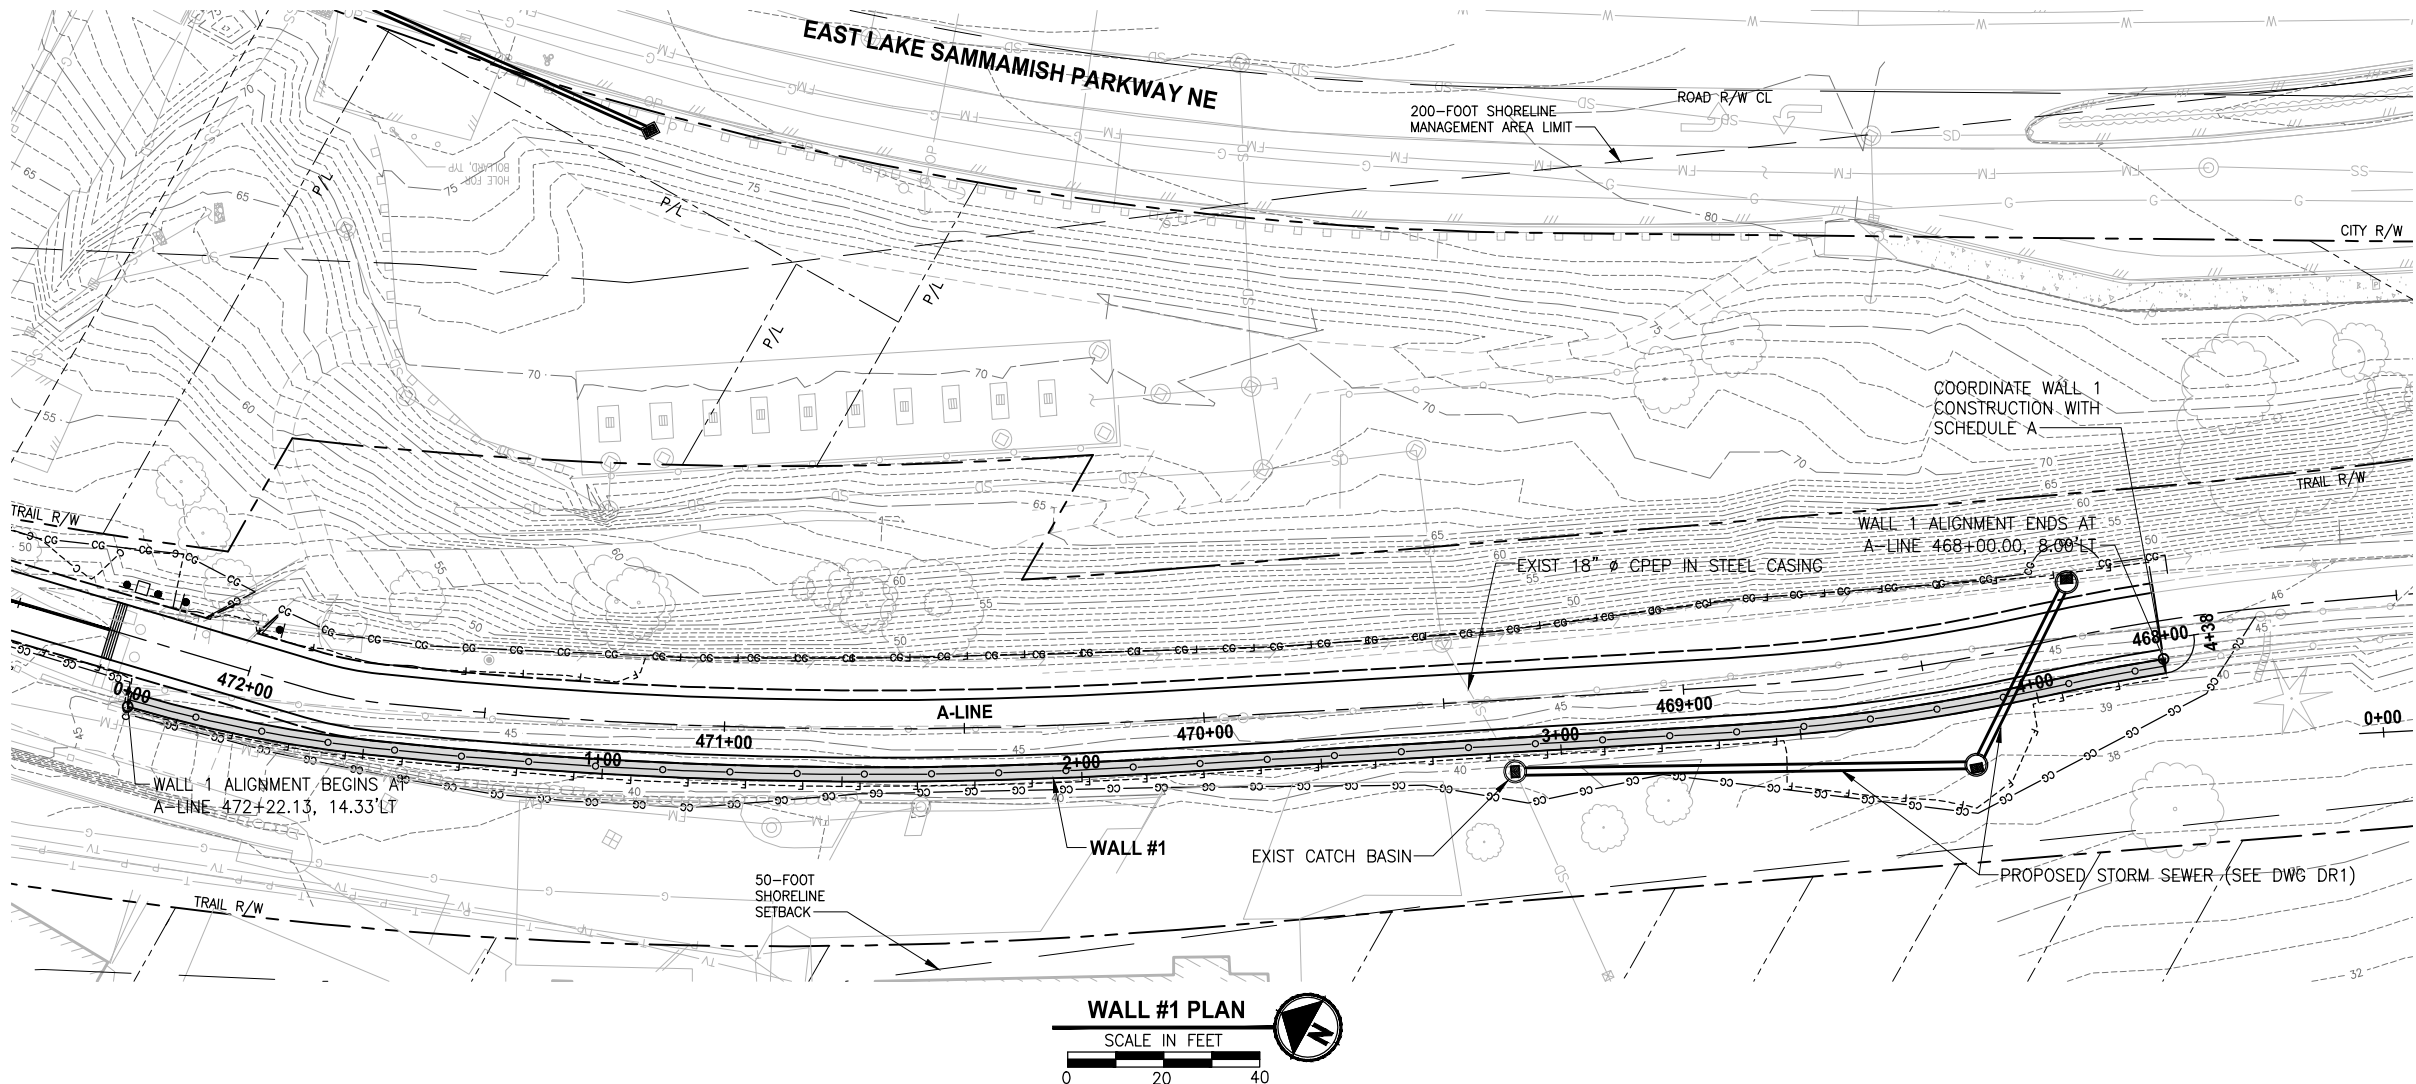 EAST LAKE SAMMAMISH PARKWAY NE
200-FOOT SHORELINE
MANAGEMENT AREA LIMIT
ROAD R/W CL
CITY R/W
HOLE FOR
BOLLARD, TYP
P/L
P/L
P/L
P/L
COORDINATE WALL 1
CONSTRUCTION WITH
SCHEDULE A
TRAIL R/W
TRAIL R/W
WALL 1 ALIGNMENT ENDS AT
A-LINE 468+00.00, 8.00'LT
EXIST 18" ø CPEP IN STEEL CASING
472+00
471+00
470+00
469+00
468+00
A-LINE
0+00
1+00
2+00
3+00
4+00
4+38
0+00
WALL 1 ALIGNMENT BEGINS AT
A-LINE 472+22.13, 14.33'LT
WALL #1
EXIST CATCH BASIN
PROPOSED STORM SEWER (SEE DWG DR1)
50-FOOT
SHORELINE
SETBACK
TRAIL R/W
WALL #1 PLAN
N
SCALE IN FEET
0 20 40